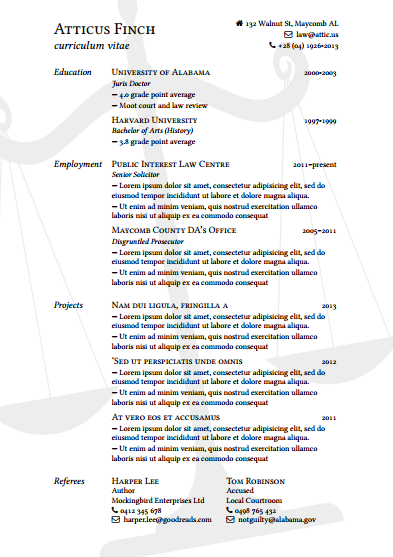 Atticus Finch
curriculum vitae
132 Walnut St, Maycomb AL
law@attic.us
+28 (04) 1926-2013
Education
University of Alabama 2000-2003
Juris Doctor
– 4.0 grade point average
– Moot court and law review
Harvard University 1997-1999
Bachelor of Arts (History)
– 3.8 grade point average
Employment
Public Interest Law Centre 2011–present
Senior Solicitor
– Lorem ipsum dolor sit amet, consectetur adipisicing elit, sed do
eiusmod tempor incididunt ut labore et dolore magna aliqua.
– Ut enim ad minim veniam, quis nostrud exercitation ullamco
laboris nisi ut aliquip ex ea commodo consequat
Maycomb County DA's Office 2005–2011
Disgruntled Prosecutor
– Lorem ipsum dolor sit amet, consectetur adipisicing elit, sed do
eiusmod tempor incididunt ut labore et dolore magna aliqua.
– Ut enim ad minim veniam, quis nostrud exercitation ullamco
laboris nisi ut aliquip ex ea commodo consequat
Projects
Nam dui ligula, fringilla a 2013
– Lorem ipsum dolor sit amet, consectetur adipisicing elit, sed do
eiusmod tempor incididunt ut labore et dolore magna aliqua.
– Ut enim ad minim veniam, quis nostrud exercitation ullamco
laboris nisi ut aliquip ex ea commodo consequat
'Sed ut perspiciatis unde omnis 2012
– Lorem ipsum dolor sit amet, consectetur adipisicing elit, sed do
eiusmod tempor incididunt ut labore et dolore magna aliqua.
– Ut enim ad minim veniam, quis nostrud exercitation ullamco
laboris nisi ut aliquip ex ea commodo consequat
At vero eos et accusamus 2011
– Lorem ipsum dolor sit amet, consectetur adipisicing elit, sed do
eiusmod tempor incididunt ut labore et dolore magna aliqua.
– Ut enim ad minim veniam, quis nostrud exercitation ullamco
laboris nisi ut aliquip ex ea commodo consequat
Referees
Harper Lee
Author
Mockingbird Enterprises Ltd
0412 345 678
harper.lee@goodreads.com
Tom Robinson
Accused
Local Courtroom
0498 765 432
notguilty@alabama.gov